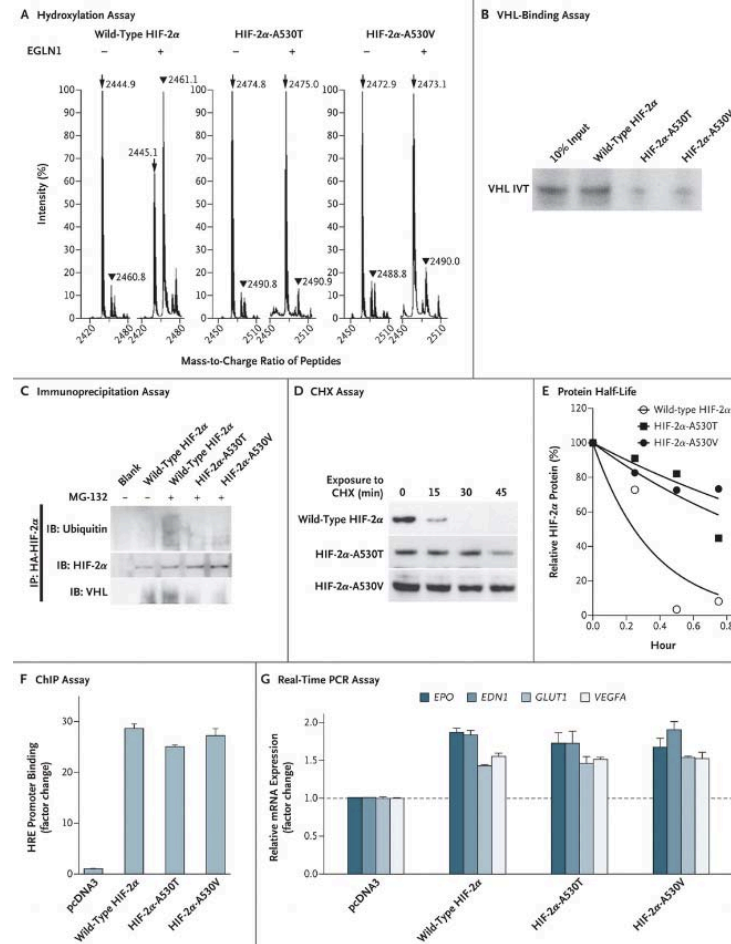 A Hydroxylation Assay
Wild-Type HIF-2α HIF-2α-A530T HIF-2α-A530V
EGLN1 − + − + − +
2444.9 2461.1 2474.8 2475.0 2472.9 2473.1
2445.1
2460.8 2490.8 2490.9 2488.8 2490.0
Intensity (%)
100
90
80
70
60
50
40
30
20
10
0
2420 2480 2420 2480 2450 2510 2450 2510 2450 2510 2450 2510
Mass-to-Charge Ratio of Peptides
B VHL-Binding Assay
10% Input Wild-Type HIF-2α HIF-2α-A530T HIF-2α-A530V
VHL IVT
C Immunoprecipitation Assay
Blank Wild-Type HIF-2α Wild-Type HIF-2α HIF-2α-A530T HIF-2α-A530V
MG-132
− − + + +
IP: HA-HIF-2α
IB: Ubiquitin
IB: HIF-2α
IB: VHL
D CHX Assay
Exposure to
CHX (min) 0 15 30 45
Wild-Type HIF-2α
HIF-2α-A530T
HIF-2α-A530V
E Protein Half-Life
Wild-type HIF-2α
HIF-2α-A530T
HIF-2α-A530V
Relative HIF-2α Protein (%)
120
100
80
60
40
20
0
0.0 0.2 0.4 0.6 0.8
Hour
F ChIP Assay
HRE Promoter Binding
(factor change)
30
20
10
0
pcDNA3 Wild-Type HIF-2α HIF-2α-A530T HIF-2α-A530V
G Real-Time PCR Assay
EPO EDN1 GLUT1 VEGFA
Relative mRNA Expression
(factor change)
2.0
1.5
1.0
0.5
0.0
pcDNA3 Wild-Type HIF-2α HIF-2α-A530T HIF-2α-A530V